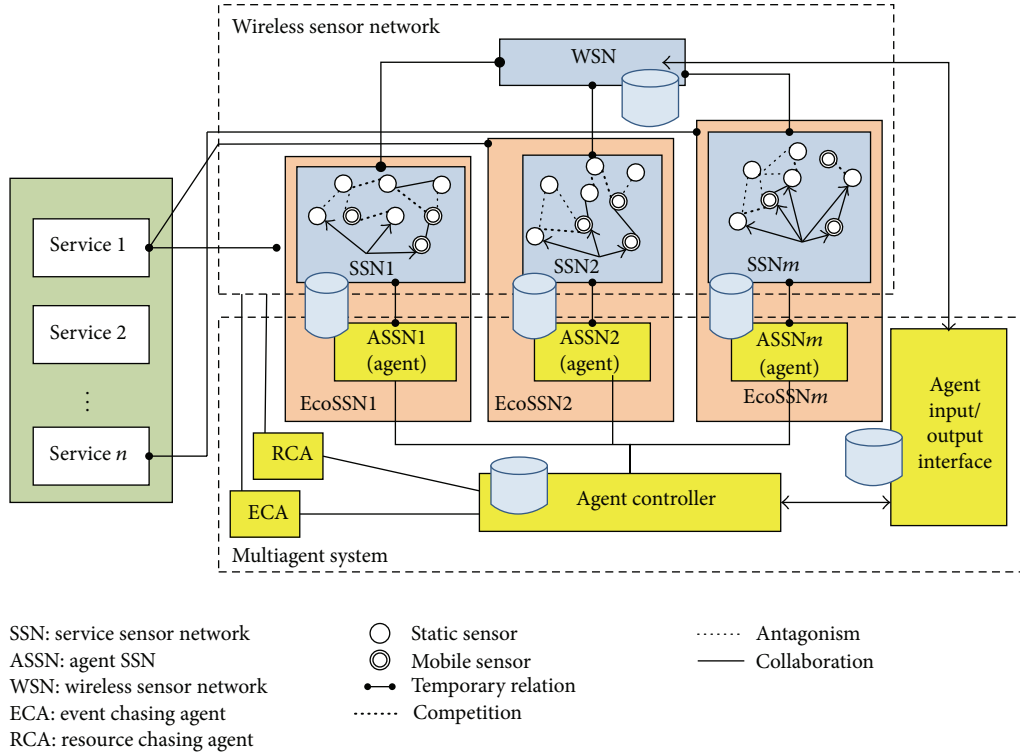 Wireless sensor network
WSN
Service 1
Service 2
⋮
Service n
SSN1
SSN2
SSNm
ASSN1
(agent)
ASSN2
(agent)
ASSNm
(agent)
EcoSSN1
EcoSSN2
EcoSSNm
Agent
input/
output
interface
RCA
ECA
Agent controller
Multiagent system
SSN: service sensor network
ASSN: agent SSN
WSN: wireless sensor network
ECA: event chasing agent
RCA: resource chasing agent
Static sensor
Mobile sensor
Temporary relation
Competition
Antagonism
Collaboration